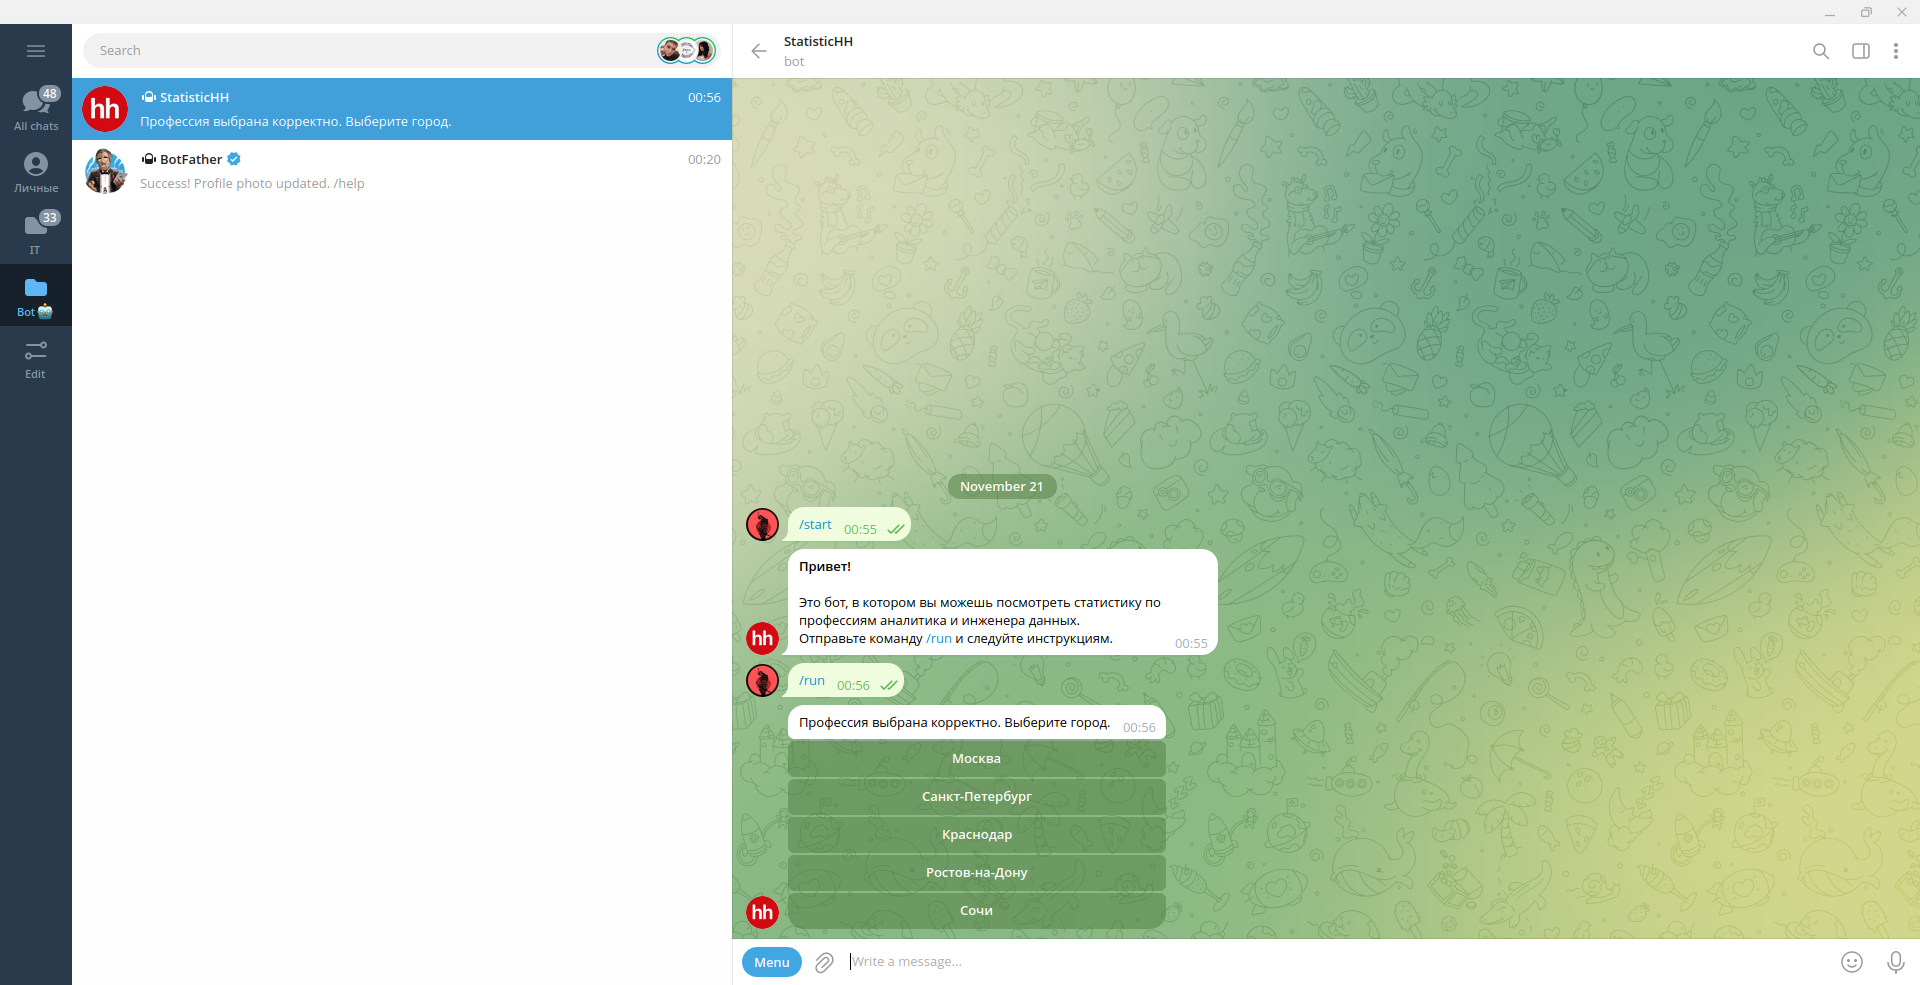 Search
48
All chats
Личные
33
IT
Bot
Edit
hh
StatisticHH
00:56
Профессия выбрана корректно. Выберите город.
BotFather
00:20
Success! Profile photo updated. /help
StatisticHH
bot
November 21
/start 00:55
Привет!
Это бот, в котором вы можешь посмотреть статистику по
профессиям аналитика и инженера данных.
Отправьте команду /run и следуйте инструкциям.
00:55
hh
/run 00:56
Профессия выбрана корректно. Выберите город. 00:56
Москва
Санкт-Петербург
Краснодар
Ростов-на-Дону
Сочи
hh
Menu
Write a message...